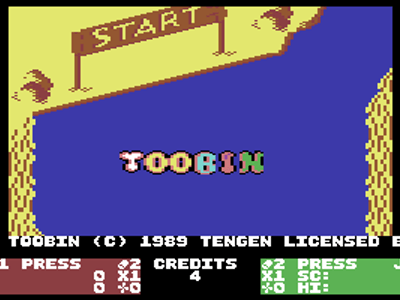 START
TOOBIN
TOOBIN (C) 1989 TENGEN LICENSED B
1 PRESS 2 CREDITS 2 PRESS J
0 X1 4 X1 SC:
0 :0 :0 HI: